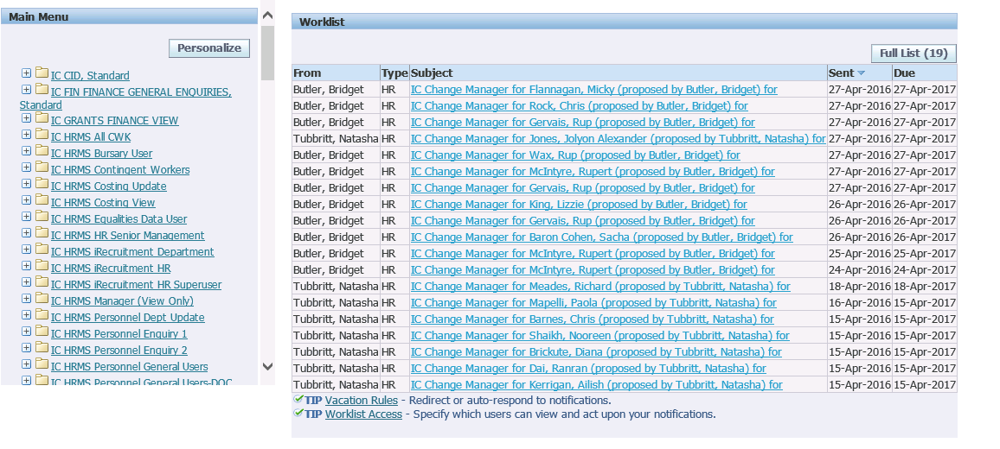 Main Menu
Personalize
IC CID, Standard
IC FIN FINANCE GENERAL ENQUIRIES,
Standard
IC GRANTS FINANCE VIEW
IC HRMS All CWK
IC HRMS Bursary User
IC HRMS Contingent Workers
IC HRMS Costing Update
IC HRMS Costing View
IC HRMS Equalities Data User
IC HRMS HR Senior Management
IC HRMS iRecruitment Department
IC HRMS iRecruitment HR
IC HRMS iRecruitment HR Superuser
IC HRMS Manager (View Only)
IC HRMS Personnel Dept Update
IC HRMS Personnel Enquiry 1
IC HRMS Personnel Enquiry 2
IC HRMS Personnel General Users
IC HRMS Personnel General Users-DOC
Worklist
Full List (19)
From Type Subject Sent Due
Butler, Bridget HR IC Change Manager for Flannagan, Micky (proposed by Butler, Bridget) for 27-Apr-2016 27-Apr-2017
Butler, Bridget HR IC Change Manager for Rock, Chris (proposed by Butler, Bridget) for 27-Apr-2016 27-Apr-2017
Butler, Bridget HR IC Change Manager for Gervais, Rup (proposed by Butler, Bridget) for 27-Apr-2016 27-Apr-2017
Tubbritt, Natasha HR IC Change Manager for Jones, Jolyon Alexander (proposed by Tubbritt, Natasha) for 27-Apr-2016 27-Apr-2017
Butler, Bridget HR IC Change Manager for Wax, Rup (proposed by Butler, Bridget) for 27-Apr-2016 27-Apr-2017
Butler, Bridget HR IC Change Manager for McIntyre, Rupert (proposed by Butler, Bridget) for 27-Apr-2016 27-Apr-2017
Butler, Bridget HR IC Change Manager for Gervais, Rup (proposed by Butler, Bridget) for 27-Apr-2016 27-Apr-2017
Butler, Bridget HR IC Change Manager for King, Lizzie (proposed by Butler, Bridget) for 26-Apr-2016 26-Apr-2017
Butler, Bridget HR IC Change Manager for Gervais, Rup (proposed by Butler, Bridget) for 26-Apr-2016 26-Apr-2017
Butler, Bridget HR IC Change Manager for Baron Cohen, Sacha (proposed by Butler, Bridget) for 26-Apr-2016 26-Apr-2017
Butler, Bridget HR IC Change Manager for McIntyre, Rupert (proposed by Butler, Bridget) for 25-Apr-2016 25-Apr-2017
Butler, Bridget HR IC Change Manager for McIntyre, Rupert (proposed by Butler, Bridget) for 24-Apr-2016 24-Apr-2017
Tubbritt, Natasha HR IC Change Manager for Meades, Richard (proposed by Tubbritt, Natasha) for 18-Apr-2016 18-Apr-2017
Tubbritt, Natasha HR IC Change Manager for Mapelli, Paola (proposed by Tubbritt, Natasha) for 16-Apr-2016 15-Apr-2017
Tubbritt, Natasha HR IC Change Manager for Barnes, Chris (proposed by Tubbritt, Natasha) for 15-Apr-2016 15-Apr-2017
Tubbritt, Natasha HR IC Change Manager for Shaikh, Nooreen (proposed by Tubbritt, Natasha) for 15-Apr-2016 15-Apr-2017
Tubbritt, Natasha HR IC Change Manager for Brickute, Diana (proposed by Tubbritt, Natasha) for 15-Apr-2016 15-Apr-2017
Tubbritt, Natasha HR IC Change Manager for Dai, Ranran (proposed by Tubbritt, Natasha) for 15-Apr-2016 15-Apr-2017
Tubbritt, Natasha HR IC Change Manager for Kerrigan, Ailish (proposed by Tubbritt, Natasha) for 15-Apr-2016 15-Apr-2017
TIP Vacation Rules - Redirect or auto-respond to notifications.
TIP Worklist Access - Specify which users can view and act upon your notifications.